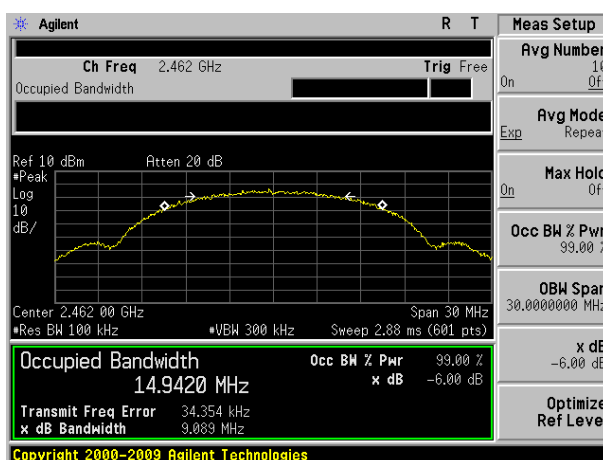 Agilent R T Meas Setup
Ch Freq 2.462 GHz Trig Free
Occupied Bandwidth
Avg Number
On
Avg Mode
Exp Repea
Ref 10 dBm Atten 20 dB
#Peak
Log
10
dB/
Max Hold
On
Occ BW % Pwr
99.00 %
OBW Span
30.0000000 MHz
Center 2.462 00 GHz Span 30 MHz
#Res BW 100 kHz #VBW 300 kHz Sweep 2.88 ms (601 pts)
Occupied Bandwidth Occ BW % Pwr 99.00 %
14.9420 MHz x dB -6.00 dB
Transmit Freq Error 34.354 kHz
x dB Bandwidth 9.089 MHz
x dB
-6.00 dB
Optimize
Ref Level
Copyright 2000-2009 Agilent Technologies